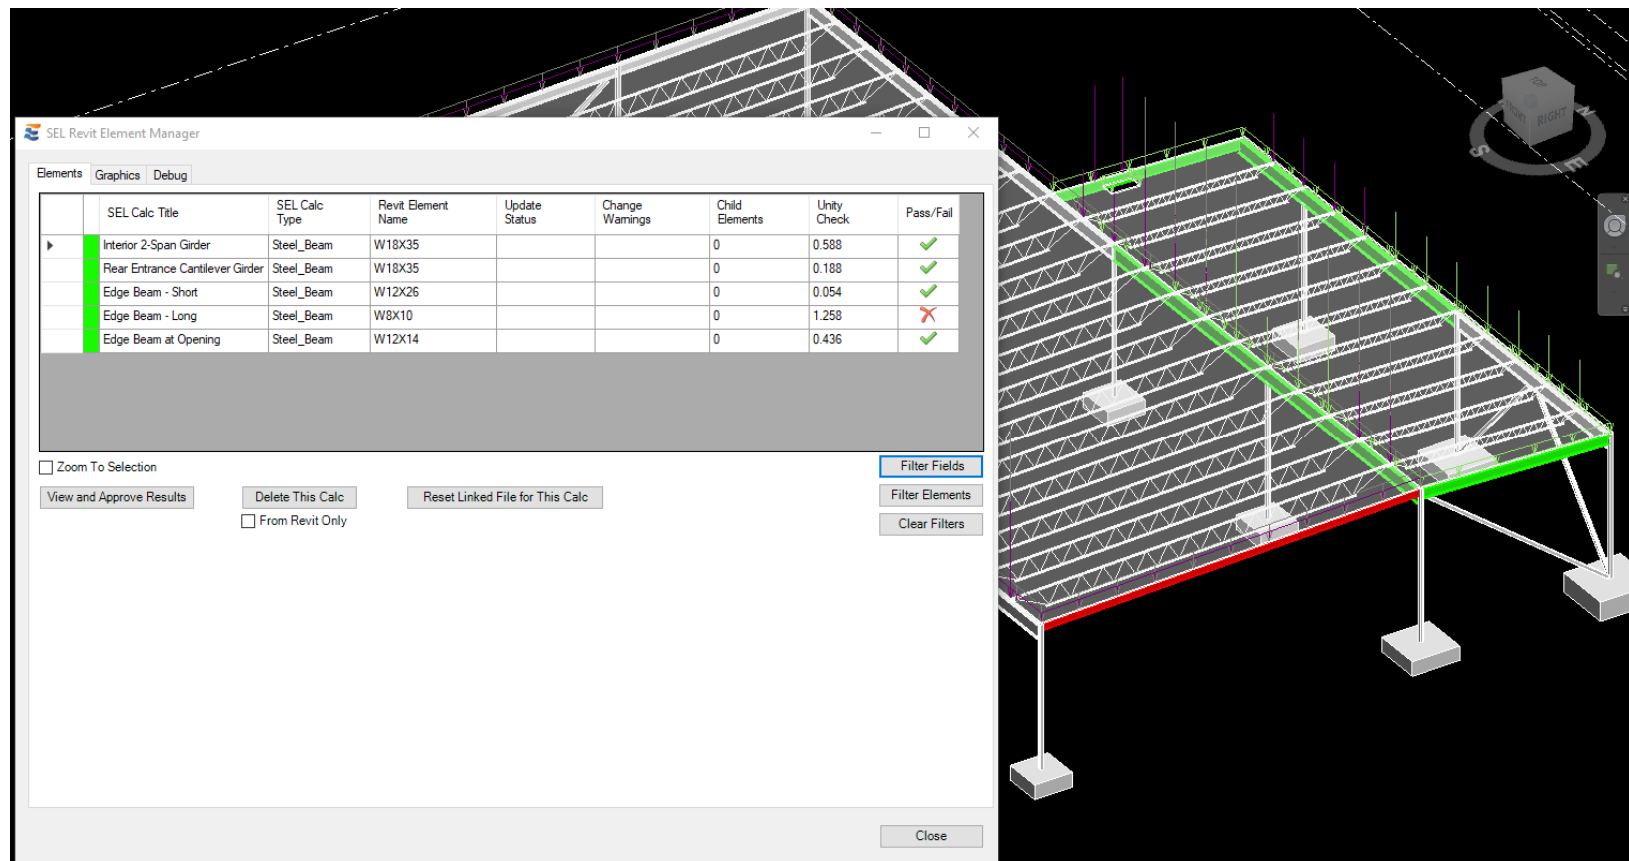 SEL Revit Element Manager
Elements Graphics Debug
SEL Calc Title SEL Calc Type Revit Element Name Update Status Change Warnings Child Elements Unity Check Pass/Fail
Interior 2-Span Girder Steel_Beam W18X35 0 0.588
Rear Entrance Cantilever Girder Steel_Beam W18X35 0 0.188
Edge Beam - Short Steel_Beam W12X26 0 0.054
Edge Beam - Long Steel_Beam W8X10 0 1.258
Edge Beam at Opening Steel_Beam W12X14 0 0.436
Zoom To Selection
Filter Fields
View and Approve Results Delete This Calc Reset Linked File for This Calc Filter Elements
From Revit Only Clear Filters
Close
TOP
FRONT RIGHT
N
S
E